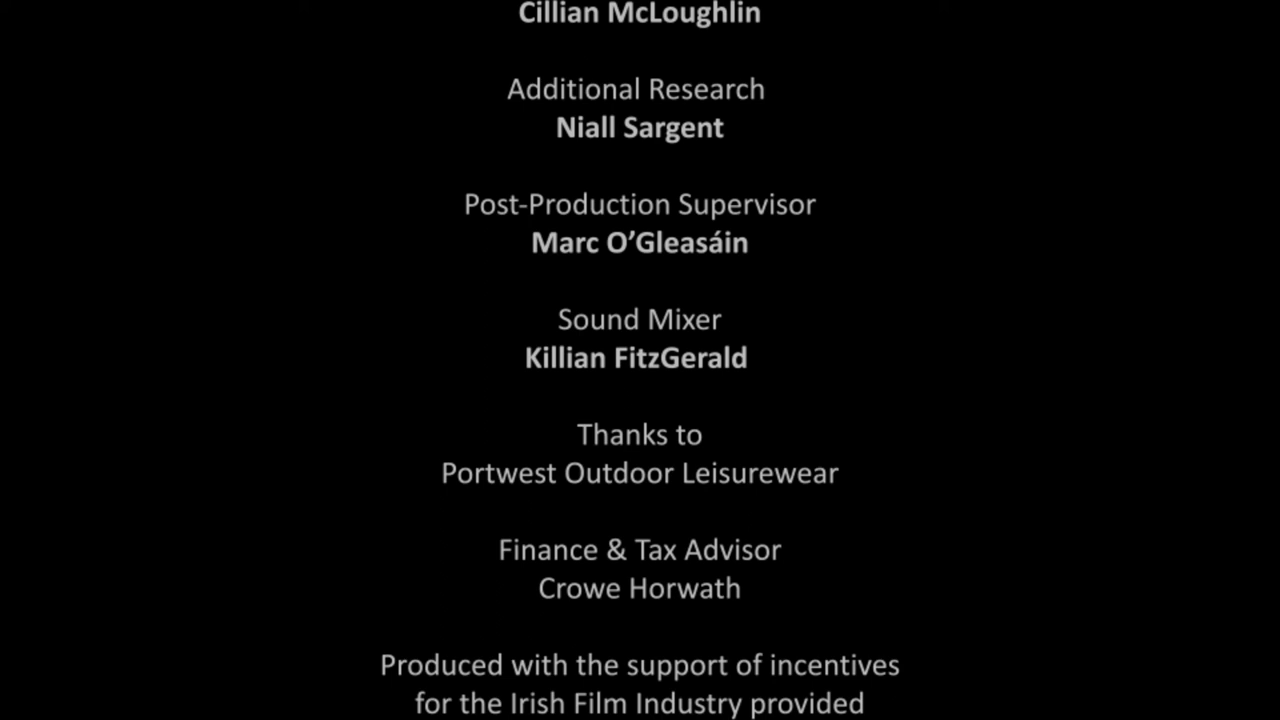 Cillian McLoughlin
Additional Research
Niall Sargent
Post-Production Supervisor
Marc O’Gleasáin
Sound Mixer
Killian FitzGerald
Thanks to
Portwest Outdoor Leisurewear
Finance & Tax Advisor
Crowe Horwath
Produced with the support of incentives
for the Irish Film Industry provided